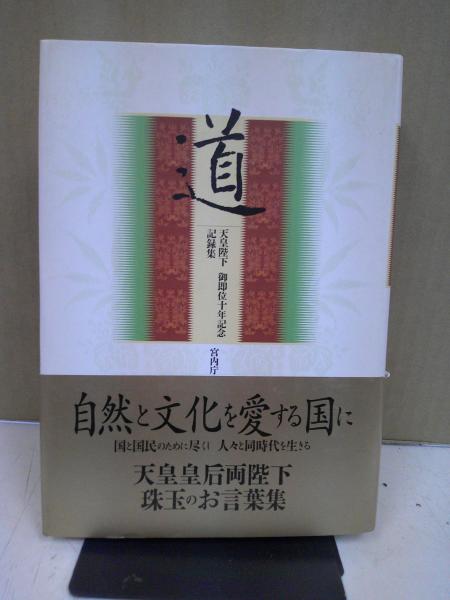 道
天皇陛下 御即位十年記念
記録集
宮内庁
自然と文化を愛する国に
国と国民のために尽くし 人々と同時代を生きる
天皇皇后両陛下
珠玉のお言葉集